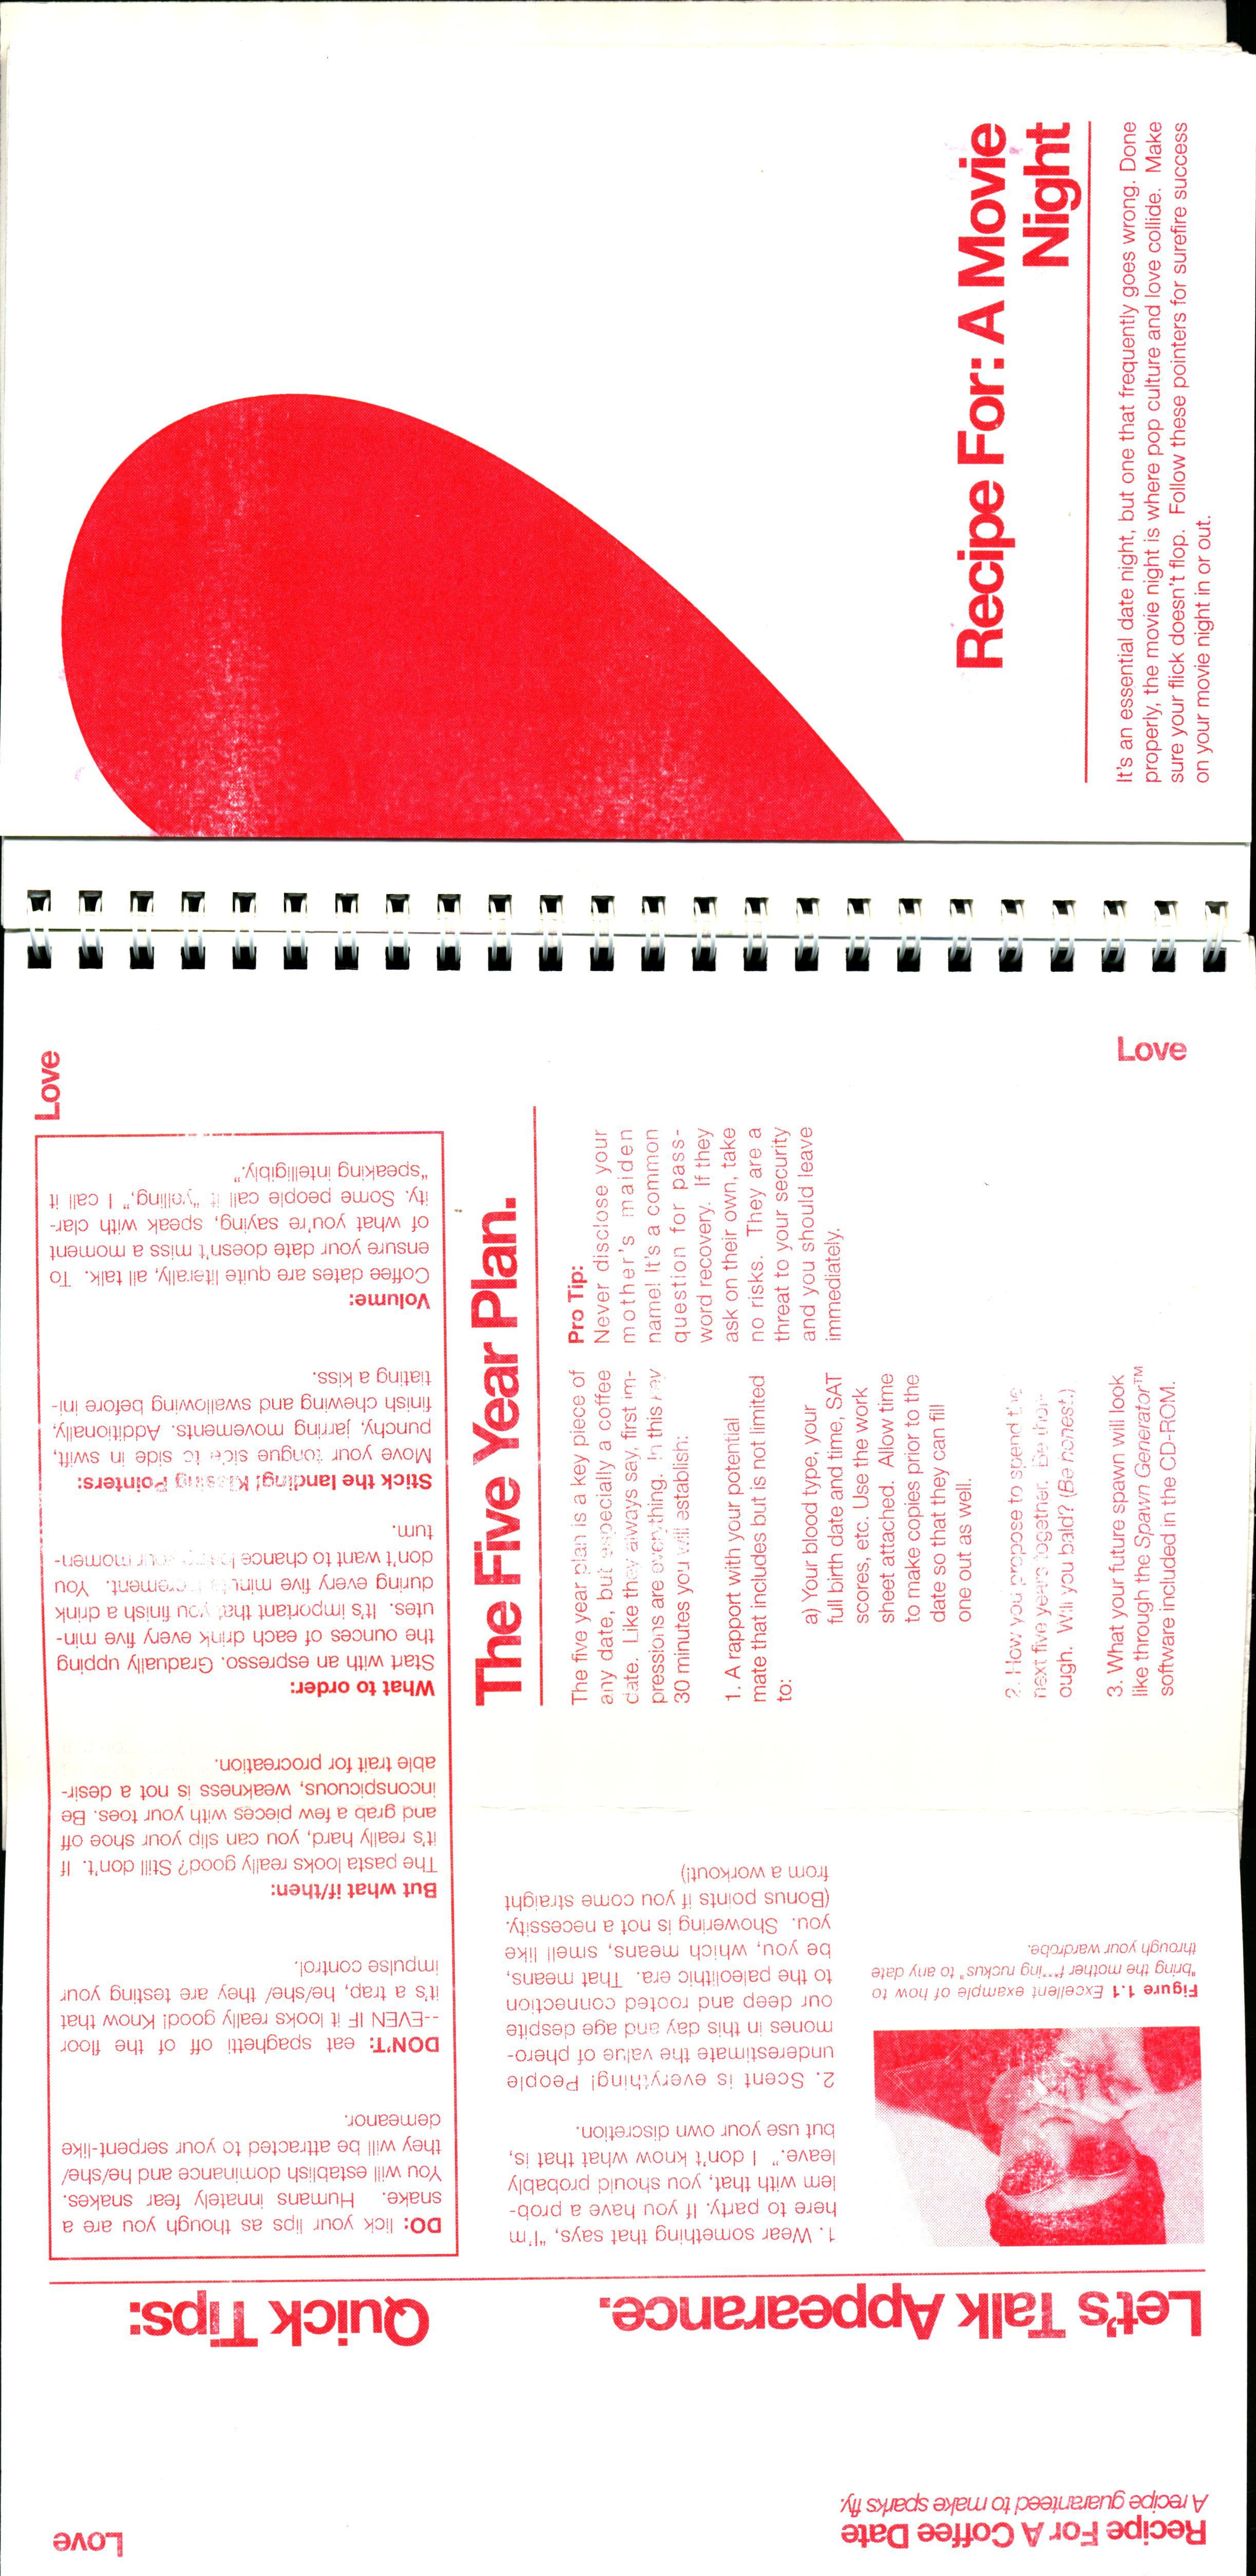 Recipe For: A Movie
Night
It's an essential date night, but one that frequently goes wrong. Done
properly, the movie night is where pop culture and love collide. Make
sure your flick doesn't flop. Follow these pointers for surefire success
on your movie night in or out.
Love
Love
The Five Year Plan.
The five year plan is a key piece of
any date, but especially a coffee
date. Like they always say, first im-
pressions are everything. In this key
30 minutes you will establish:
1. A rapport with your potential
mate that includes but is not limited
to:
a) Your blood type, your
full birth date and time, SAT
scores, etc. Use the work
sheet attached. Allow time
to make copies prior to the
date so that they can fill
one out as well.
2. How you propose to spend the
next five years together. Be thor-
ough. Will you bald? (Be honest.)
3. What your future spawn will look
like through the Spawn Generator™
software included in the CD-ROM.
Pro Tip:
Never disclose your
mother's maiden
name! It's a common
question for pass-
word recovery. If they
ask on their own, take
no risks. They are a
threat to your security
and you should leave
immediately.
Recipe For A Coffee Date
A recipe guaranteed to make sparks fly.
Love
Let's Talk Appearance.
Figure 1.1 Excellent example of how to
"bring the mother f***ing ruckus" to any date
through your wardrobe.
1. Wear something that says, "I'm
here to party. If you have a prob-
lem with that, you should probably
leave." I don't know what that is,
but use your own discretion.
2. Scent is everything! People
underestimate the value of phero-
mones in this day and age despite
our deep and rooted connection
to the paleolithic era. That means,
be you, which means, smell like
you. Showering is not a necessity.
(Bonus points if you come straight
from a workout!)
Quick Tips:
DO: lick your lips as though you are a
snake. Humans innately fear snakes.
You will establish dominance and he/she/
they will be attracted to your serpent-like
demeanor.
DON'T: eat spaghetti off of the floor
--EVEN IF it looks really good! Know that
it's a trap, he/she/ they are testing your
impulse control.
But what if/then:
The pasta looks really good? Still don't. If
it's really hard, you can slip your shoe off
and grab a few pieces with your toes. Be
inconspicuous, weakness is not a desir-
able trait for procreation.
What to order:
Start with an espresso. Gradually upping
the ounces of each drink every five min-
utes. It's important that you finish a drink
during every five minute increment. You
don't want to chance your momen-
tum.
Stick the landing! Kissing Pointers:
Move your tongue side to side in swift,
punchy, jarring movements. Additionally,
finish chewing and swallowing before ini-
tiating a kiss.
Volume:
Coffee dates are quite literally, all talk. To
ensure your date doesn't miss a moment
of what you're saying, speak with clar-
ity. Some people call it "yelling," I call it
"speaking intelligibly."